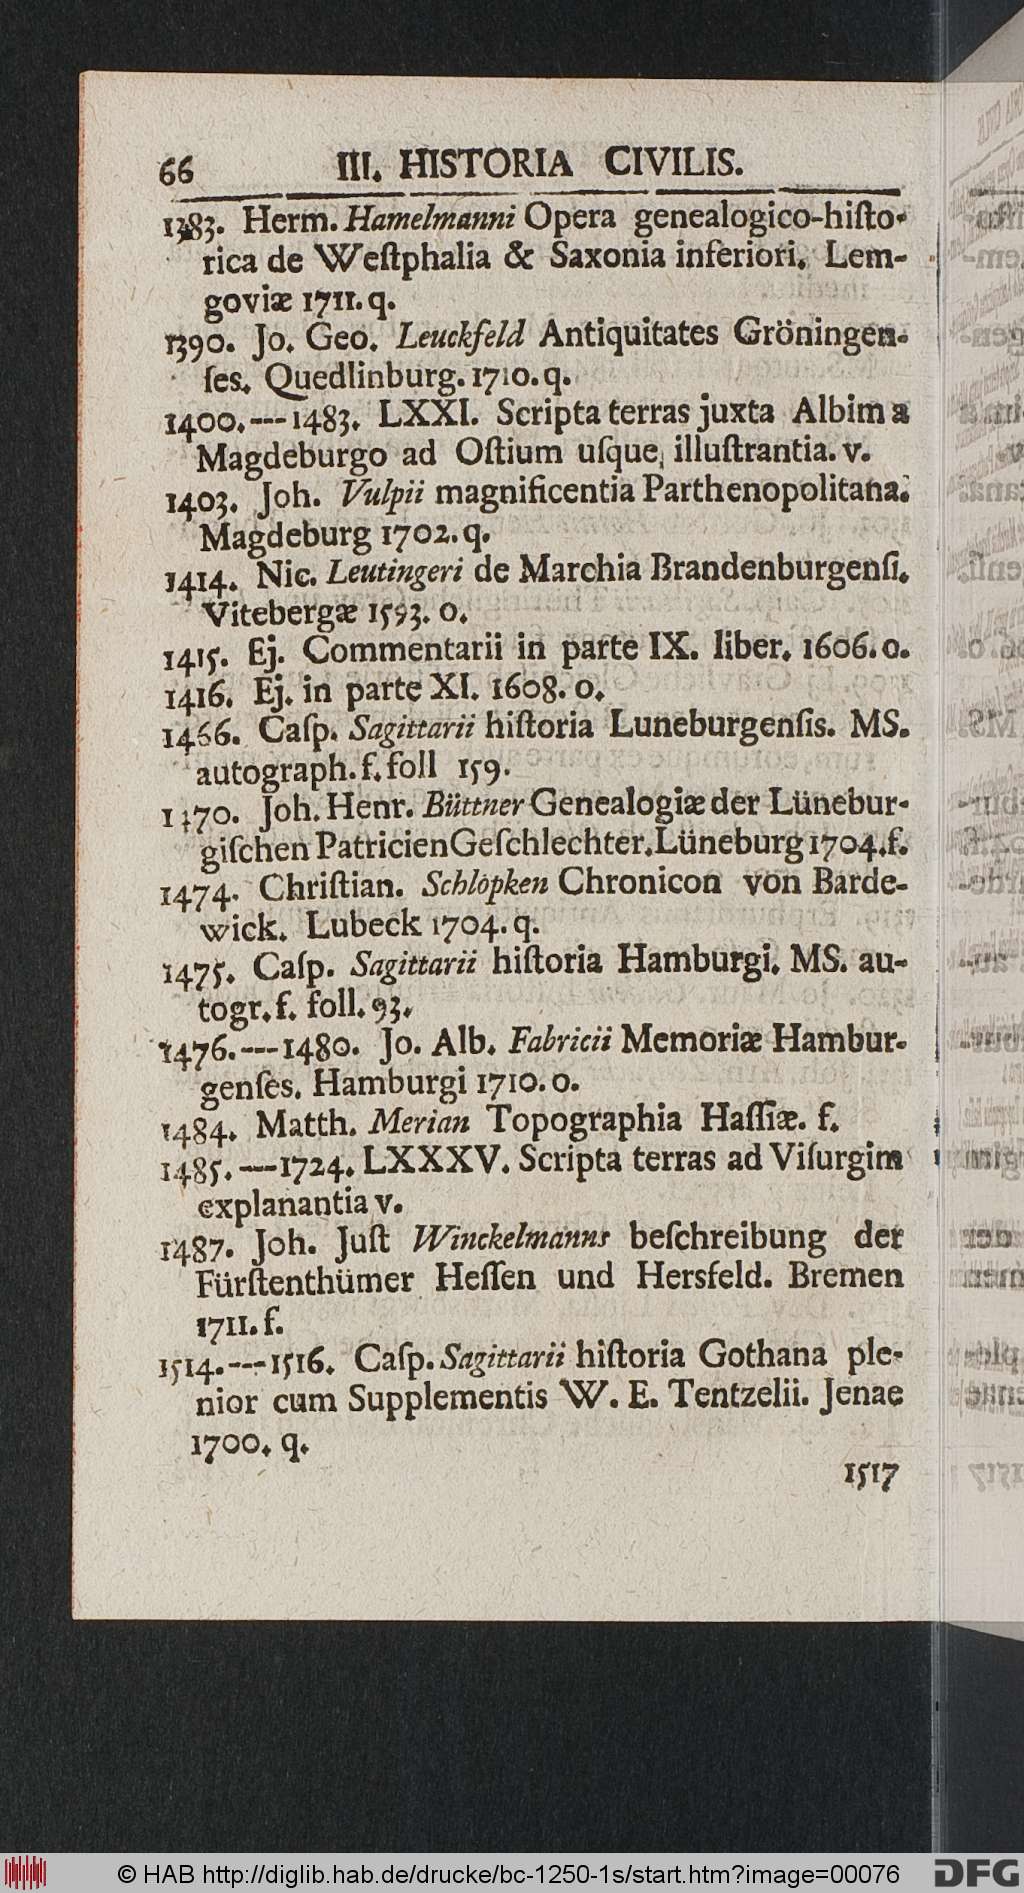 66 III. HISTORIA CIVILIS.
1383. Herm. Hamelmanni Opera genealogico-histo-
rica de Weſtphalia & Saxonia inferiori. Lem-
goviæ 1711. q.
1390. Jo. Geo. Leuckfeld Antiquitates Gröningen-
ſes. Quedlinburg. 1710. q.
1400. --- 1483. LXXI. Scripta terras juxta Albim a
Magdeburgo ad Oſtium uſque illuſtrantia. v.
1403. Joh. Vulpii magnificentia Parthenopolitana.
Magdeburg 1702. q.
1414. Nic. Leutingeri de Marchia Brandenburgenſi.
Vitebergæ 1593. o.
1415. Ej. Commentarii in parte IX. liber. 1606. o.
1416. Ej. in parte XI. 1608. o.
1466. Caſp. Sagittarii hiſtoria Luneburgenſis. MS.
autograph. f. foll 159.
1470. Joh. Henr. Büttner Genealogiæ der Lünebur-
giſchen Patricien Geſchlechter. Lüneburg 1704. f.
1474. Chriſtian. Schlöpken Chronicon von Barde-
wick. Lubeck 1704. q.
1475. Caſp. Sagittarii hiſtoria Hamburgi. MS. au-
togr. f. foll. 93.
1476. --- 1480. Jo. Alb. Fabricii Memoriæ Hambur-
genſes. Hamburgi 1710. o.
1484. Matth. Merian Topographia Haſſiæ. f.
1485. --- 1724. LXXXV. Scripta terras ad Viſurgim
explanantia v.
1487. Joh. Juſt Winckelmanns beſchreibung der
Fürſtenthümer Heſſen und Hersfeld. Bremen
1711. f.
1514. --- 1516. Caſp. Sagittarii hiſtoria Gothana ple-
nior cum Supplementis W. E. Tentzelii. Jenae
1700. q.
1517
© HAB http://diglib.hab.de/drucke/bc-1250-1s/start.htm?image=00076
DFG